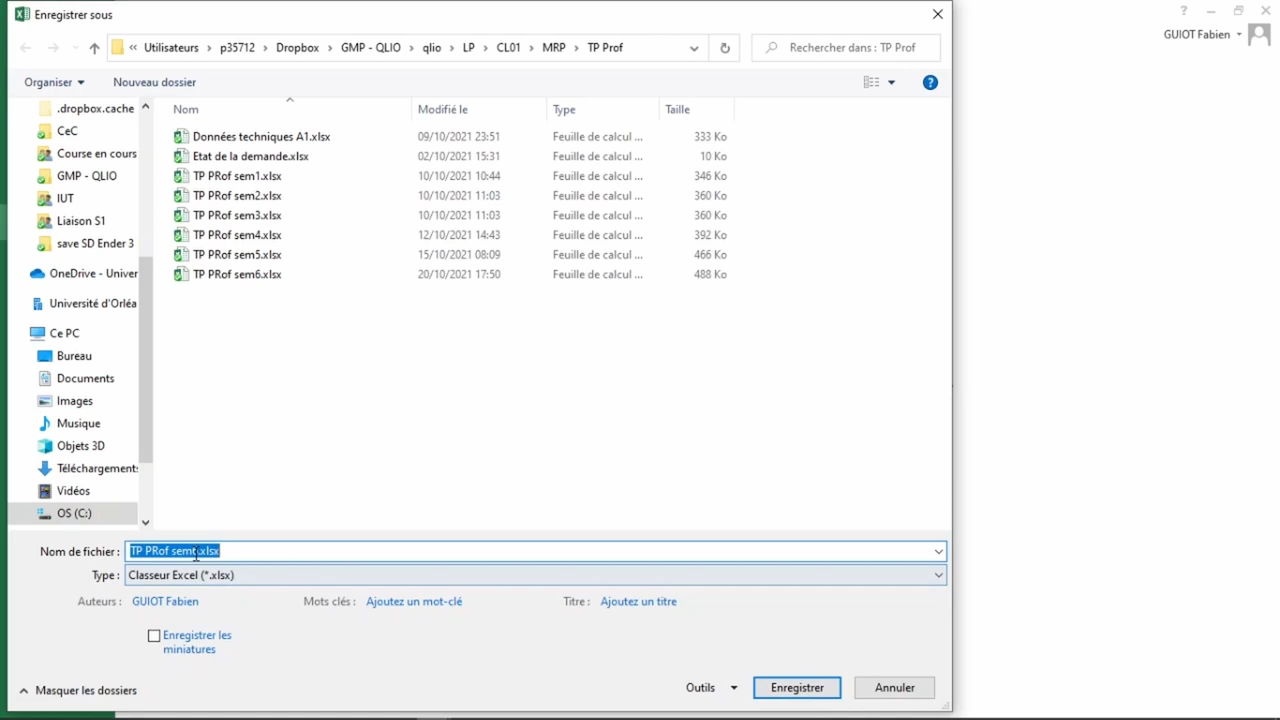 Enregistrer sous
?
GUIOT Fabien
« Utilisateurs > p35712 > Dropbox > GMP - QLIO > qlio > LP > CL01 > MRP > TP Prof
Rechercher dans : TP Prof
Organiser
Nouveau dossier
?
.dropbox.cache
CeC
Course en cours
GMP - QLIO
IUT
Liaison S1
save SD Ender 3
OneDrive - Univer
Université d'Orléa
Ce PC
Bureau
Documents
Images
Musique
Objets 3D
Téléchargements
Vidéos
OS (C:)
Nom Modifié le Type Taille
Données techniques A1.xlsx 09/10/2021 23:51 Feuille de calcul ... 333 Ko
Etat de la demande.xlsx 02/10/2021 15:31 Feuille de calcul ... 10 Ko
TP PRof sem1.xlsx 10/10/2021 10:44 Feuille de calcul ... 346 Ko
TP PRof sem2.xlsx 10/10/2021 11:03 Feuille de calcul ... 360 Ko
TP PRof sem3.xlsx 10/10/2021 11:03 Feuille de calcul ... 360 Ko
TP PRof sem4.xlsx 12/10/2021 14:43 Feuille de calcul ... 392 Ko
TP PRof sem5.xlsx 15/10/2021 08:09 Feuille de calcul ... 466 Ko
TP PRof sem6.xlsx 20/10/2021 17:50 Feuille de calcul ... 488 Ko
Nom de fichier : TP PRof sem6.xlsx
Type : Classeur Excel (*.xlsx)
Auteurs : GUIOT Fabien Mots clés : Ajoutez un mot-clé Titre : Ajoutez un titre
Enregistrer les
miniatures
Masquer les dossiers
Outils
Enregistrer
Annuler